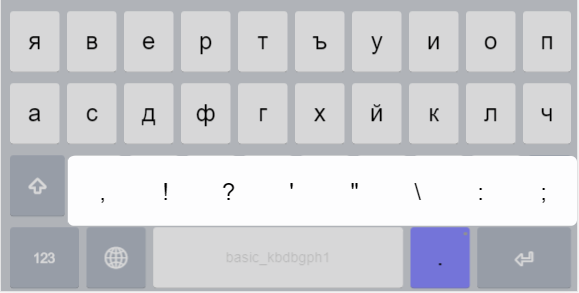 я в е р т ъ у и о п
а с д ф г х й к л ч
, ! ? ' " \ : ;
123 basic_kbdbgph1 .